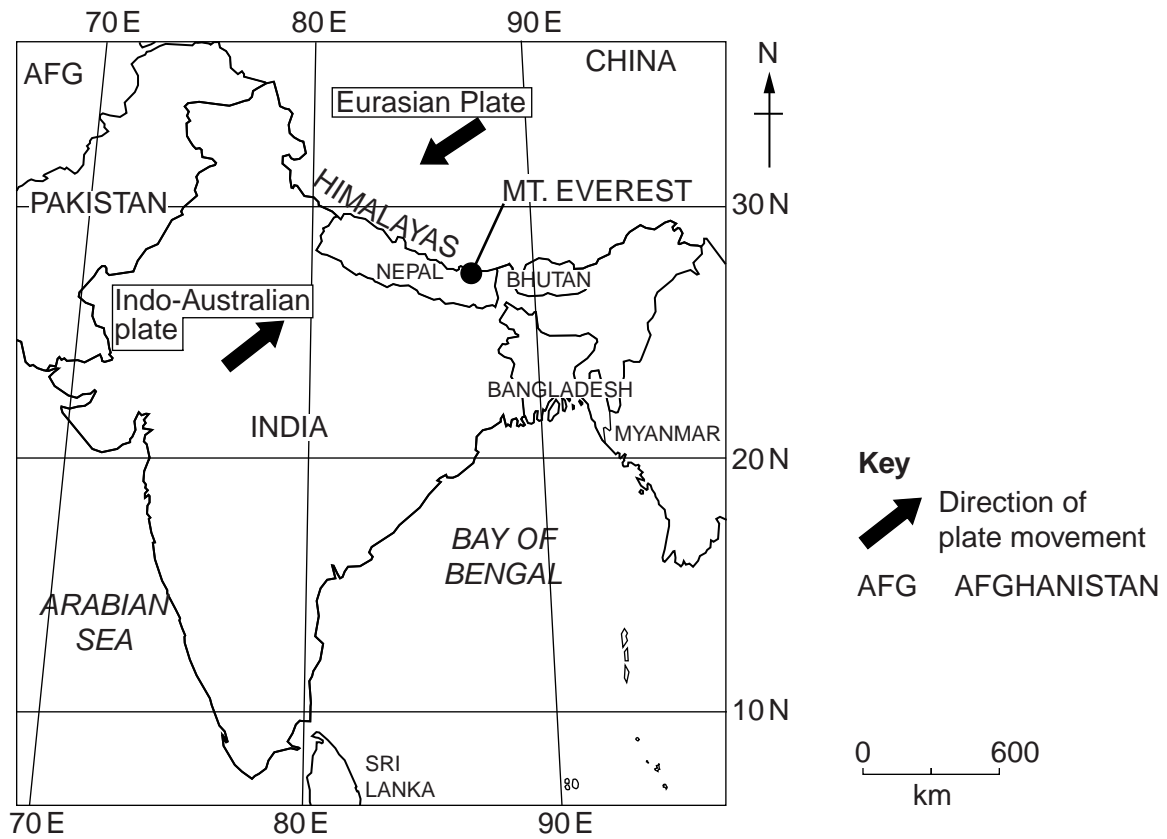 70 E 80 E 90 E
AFG
CHINA
N
Eurasian Plate
HIMALAYAS
MT. EVEREST
PAKISTAN
30 N
NEPAL
BHUTAN
Indo-Australian
plate
BANGLADESH
INDIA
MYANMAR
20 N
Key
Direction of
plate movement
BAY OF
BENGAL
AFG AFGHANISTAN
ARABIAN
SEA
10 N
0 600
km
SRI
LANKA
70 E 80 E 90 E